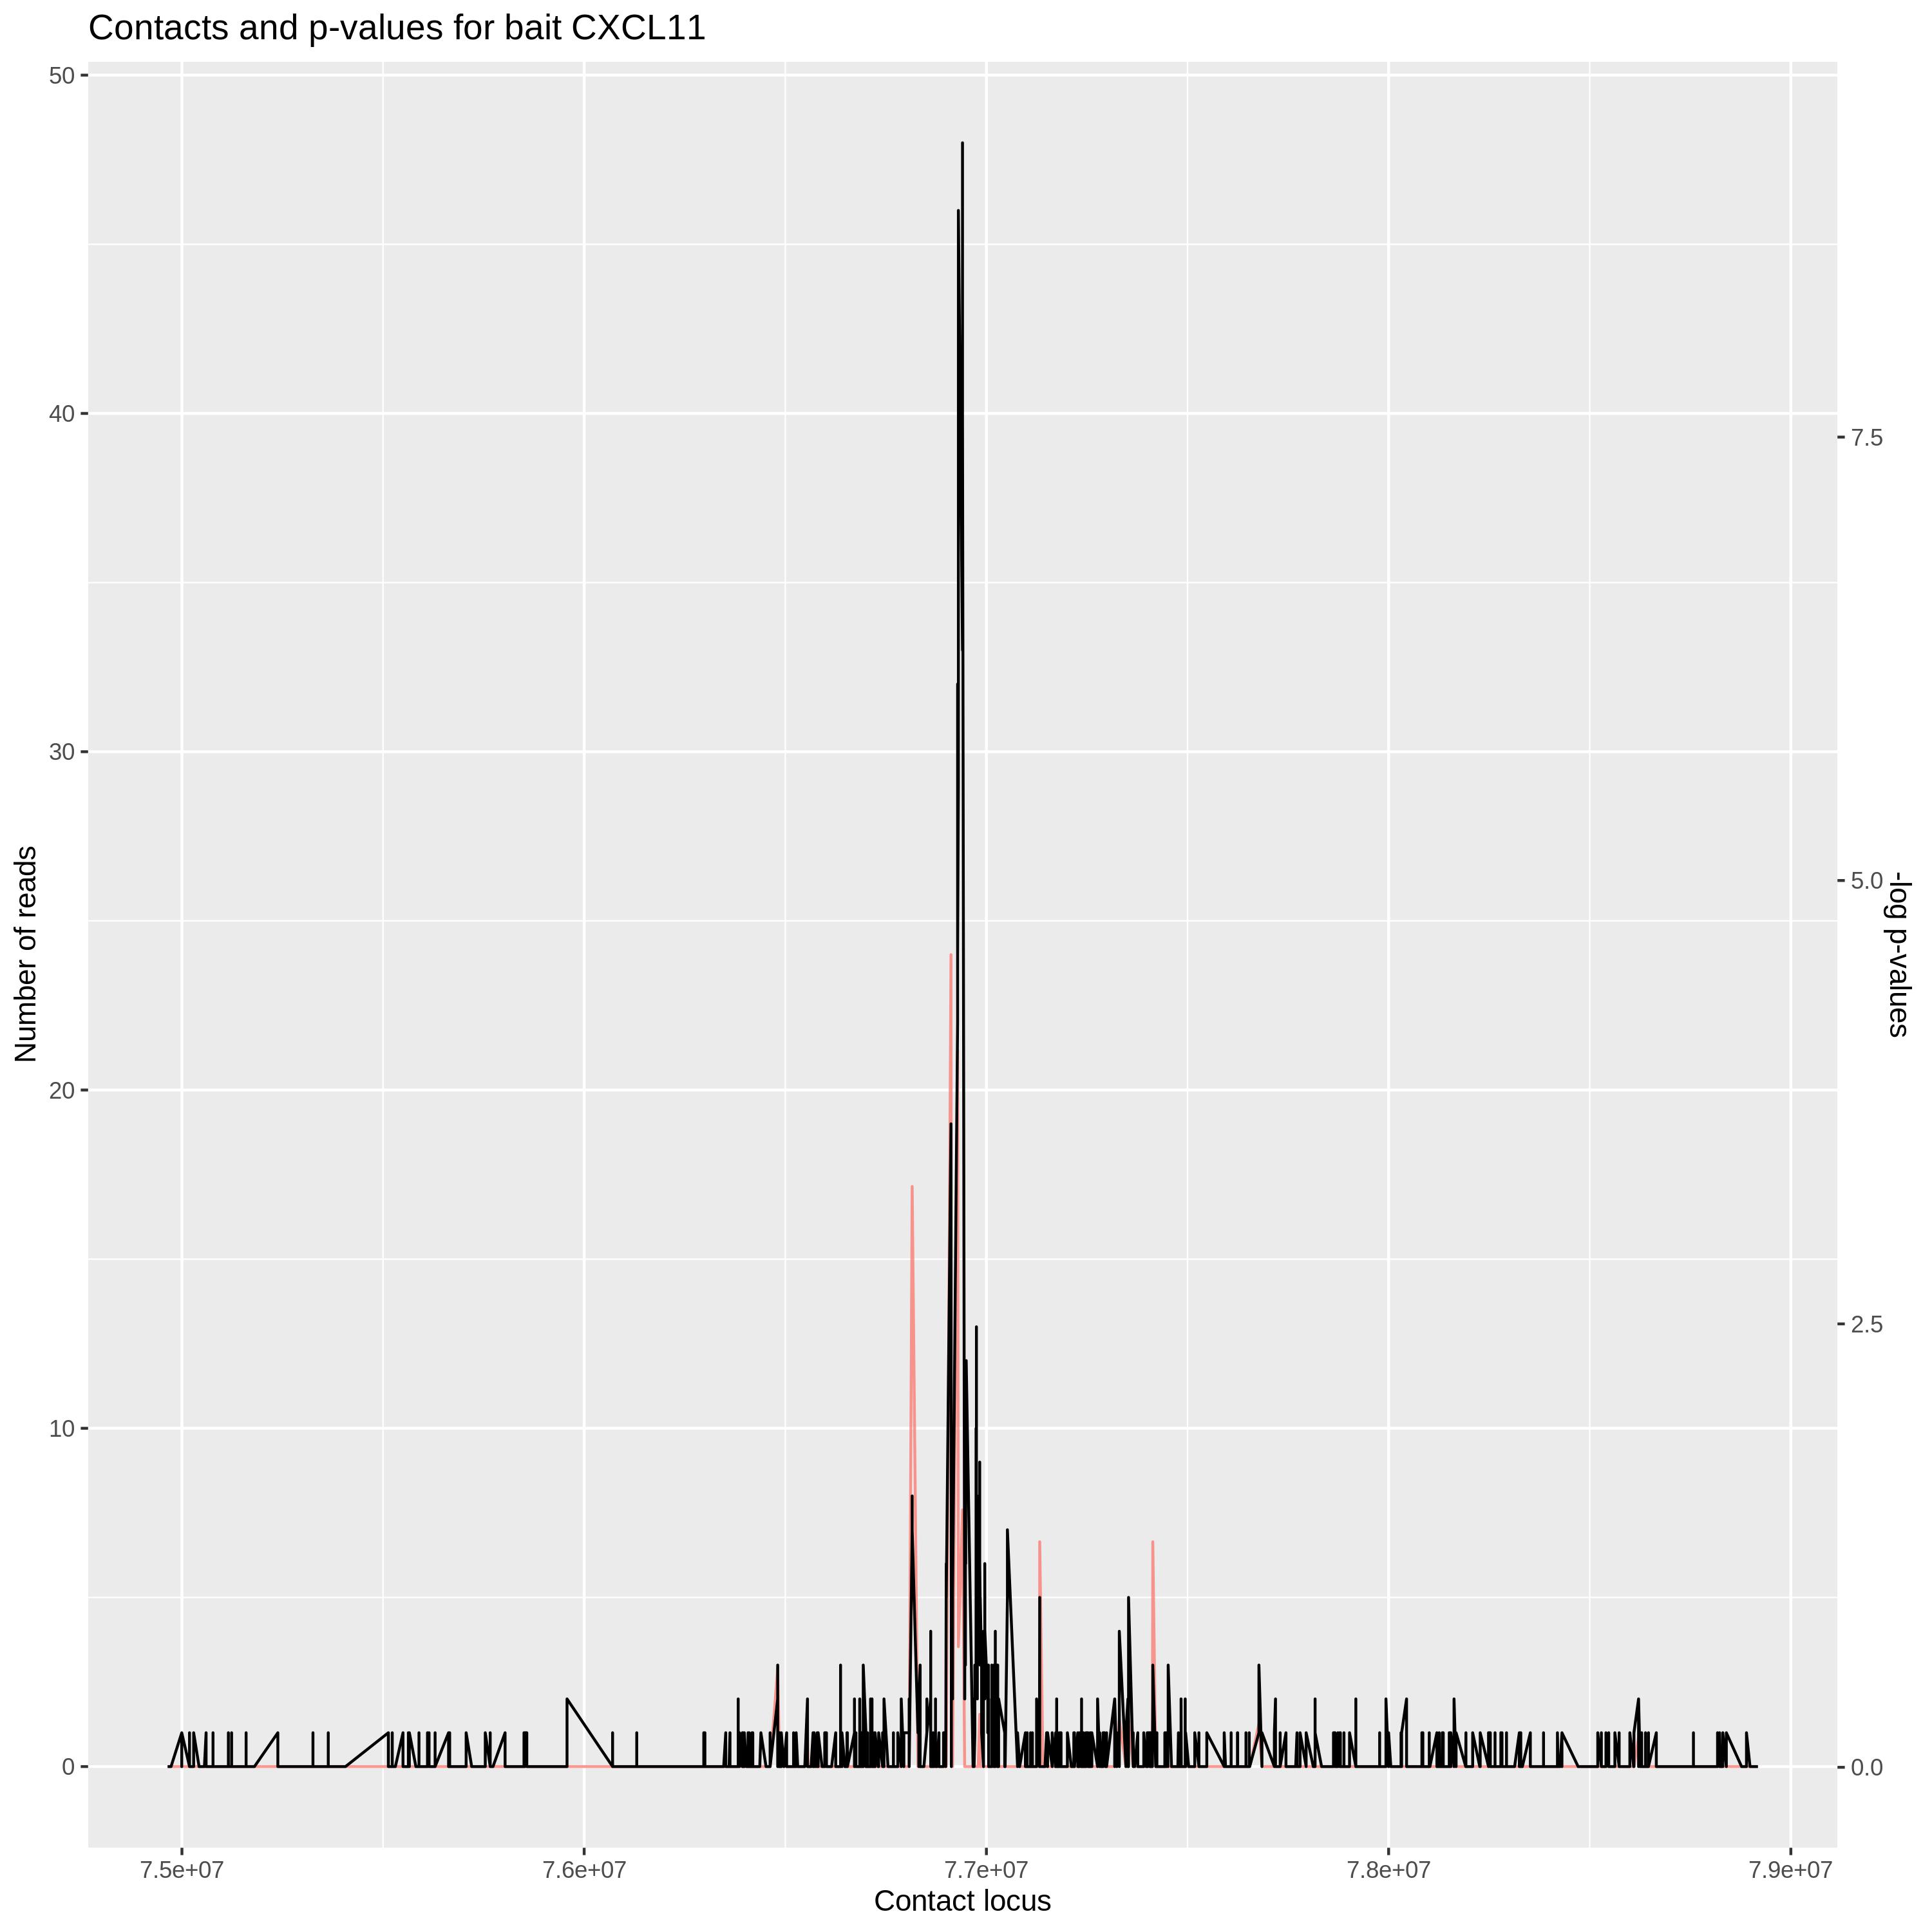 Contacts and p-values for bait CXCL11
50
40
30
20
10
0
Number of reads
7.5
5.0
2.5
0.0
-log p-values
7.5e+07 7.6e+07 7.7e+07 7.8e+07 7.9e+07
Contact locus